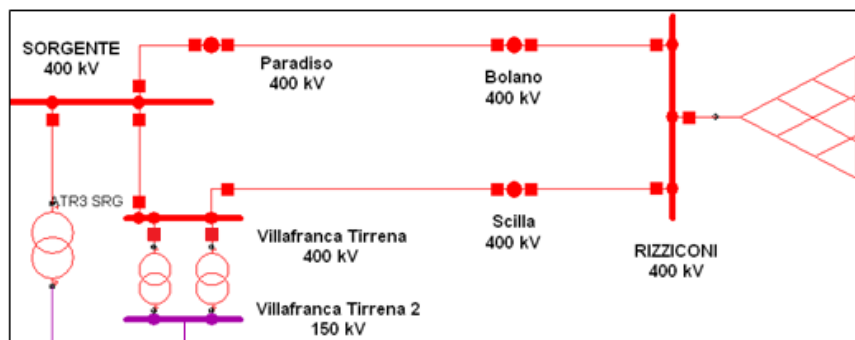 SORGENTE
400 kV
Paradiso
400 kV
Bolano
400 kV
ATR3 SRG
Villafranca Tirrena
400 kV
Scilla
400 kV
RIZZICONI
400 kV
Villafranca Tirrena 2
150 kV